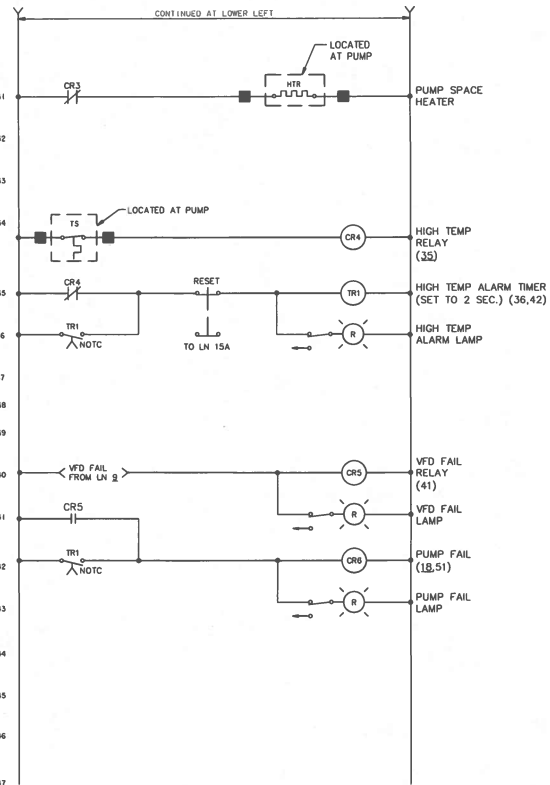 CONTINUED AT LOWER LEFT
LOCATED
AT PUMP
CR3
HTR
PUMP SPACE
HEATER
LOCATED AT PUMP
TS
CR4
HIGH TEMP
RELAY
(35)
CR4
RESET
TR1
HIGH TEMP ALARM TIMER
(SET TO 2 SEC.) (36,42)
TR1
NOTC
TO LN 15A
R
HIGH TEMP
ALARM LAMP
VFD FAIL
FROM LN 9
CR5
VFD FAIL
RELAY
(41)
CR5
R
VFD FAIL
LAMP
TR1
NOTC
CR6
PUMP FAIL
(18,51)
R
PUMP FAIL
LAMP